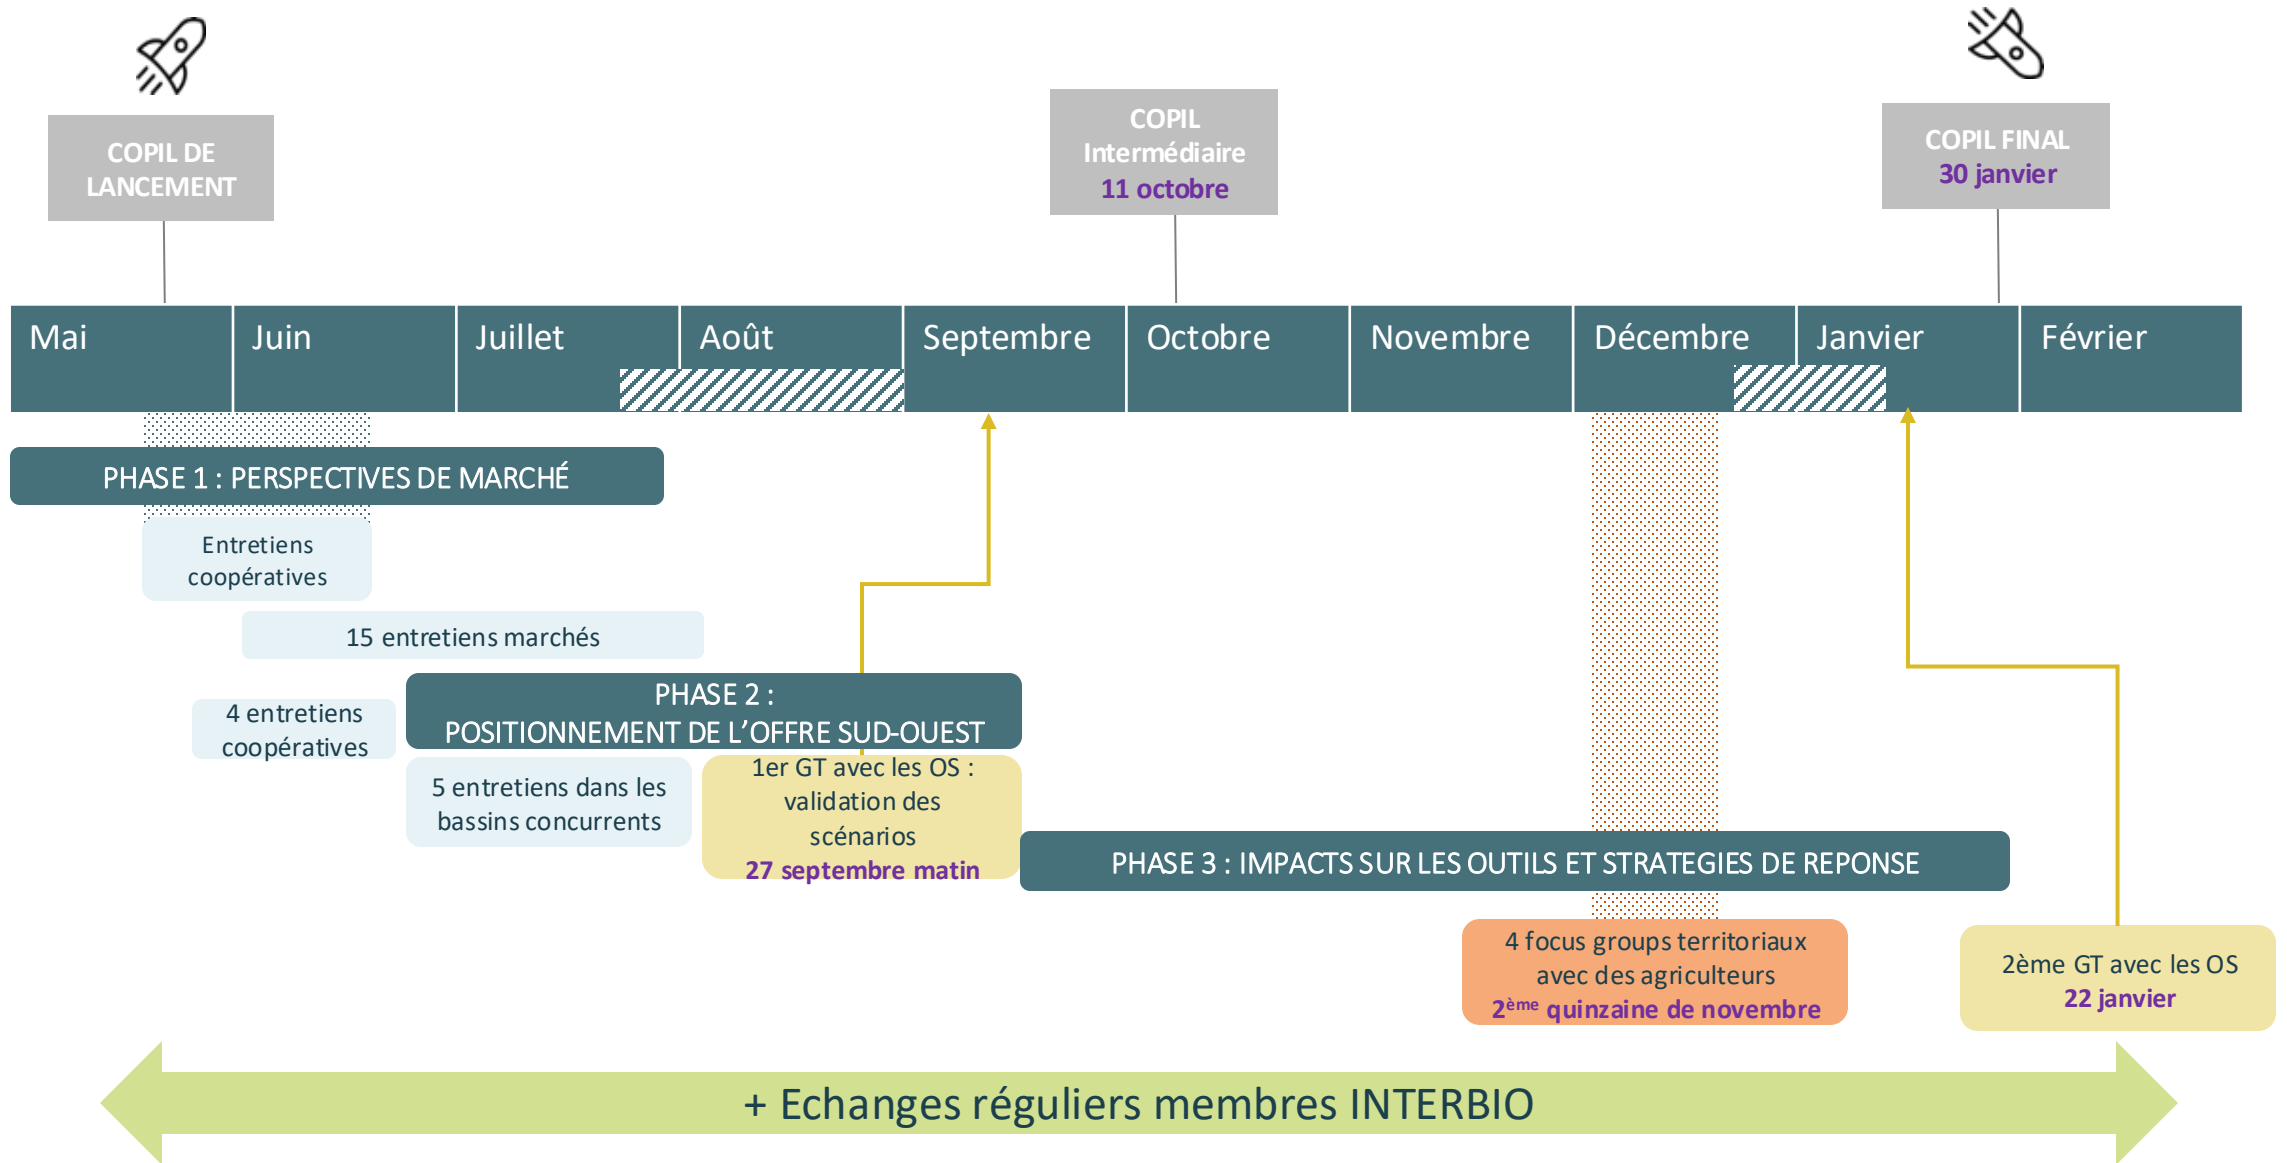 COPIL DE
LANCEMENT
COPIL
Intermédiaire
11 octobre
COPIL FINAL
30 janvier
Mai
Juin
Juillet
Août
Septembre
Octobre
Novembre
Décembre
Janvier
Février
PHASE 1 : PERSPECTIVES DE MARCHÉ
Entretiens
coopératives
15 entretiens marchés
4 entretiens
coopératives
PHASE 2 :
POSITIONNEMENT DE L’OFFRE SUD-OUEST
5 entretiens dans les
bassins concurrents
1er GT avec les OS :
validation des
scénarios
27 septembre matin
PHASE 3 : IMPACTS SUR LES OUTILS ET STRATEGIES DE REPONSE
4 focus groups territoriaux
avec des agriculteurs
2ème quinzaine de novembre
2ème GT avec les OS
22 janvier
+ Echanges réguliers membres INTERBIO